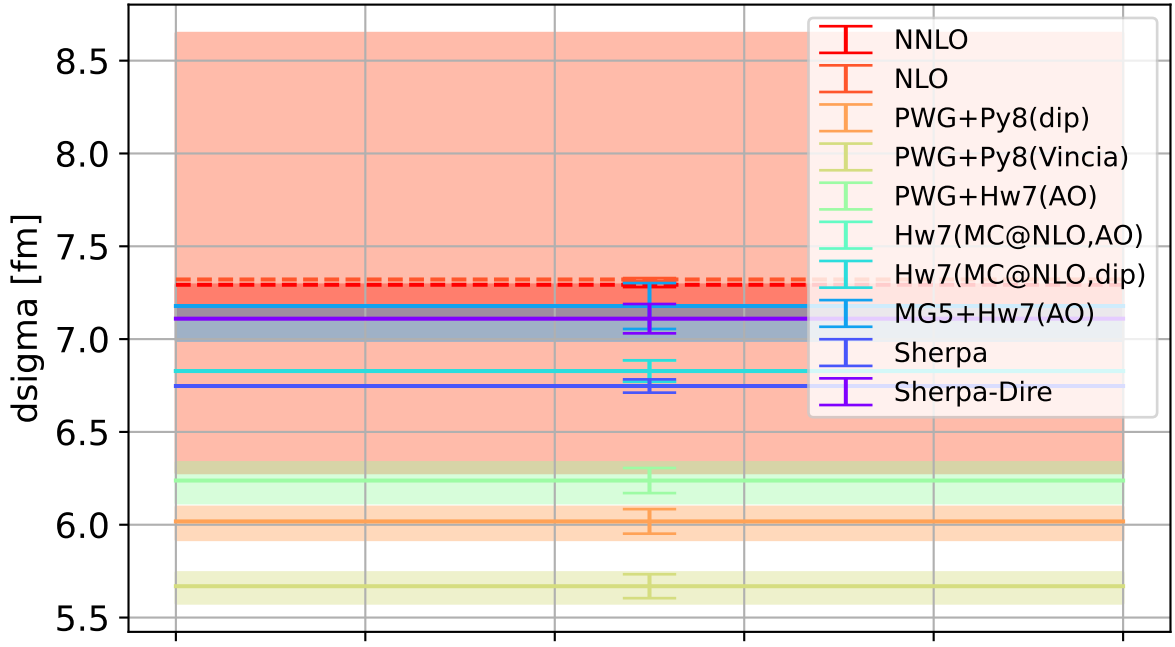 dsigma [fm]
8.5
8.0
7.5
7.0
6.5
6.0
5.5
NNLO
NLO
PWG+Py8(dip)
PWG+Py8(Vincia)
PWG+Hw7(AO)
Hw7(MC@NLO,AO)
Hw7(MC@NLO,dip)
MG5+Hw7(AO)
Sherpa
Sherpa-Dire